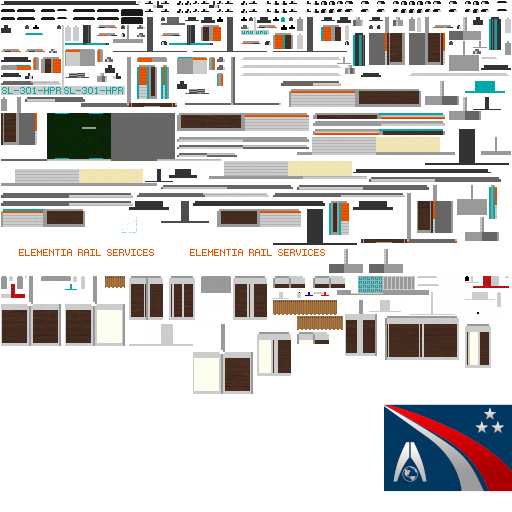 SL-301-HPR SL-301-HPR
ELEMENTIA RAIL SERVICES ELEMENTIA RAIL SERVICES